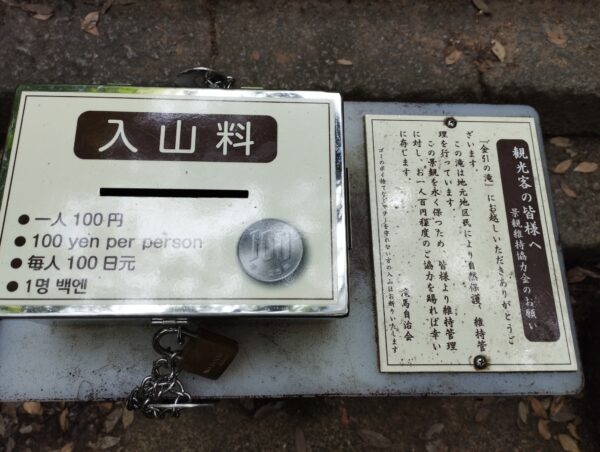 入山料
● 一人 100 円
● 100 yen per person
● 毎人 100 日元
● 1명 백엔
100
観光客の皆様へ
景観維持協力金のお願い
「金引の滝」にお越しいただきありがとうご
ざいます。
この滝は地元地区民により自然保護、維持管
理を行っています。
この景観を永く保つため、皆様より維持管理
に対し、お一人百円程度のご協力を賜れば幸い
に存じます。
滝馬自治会